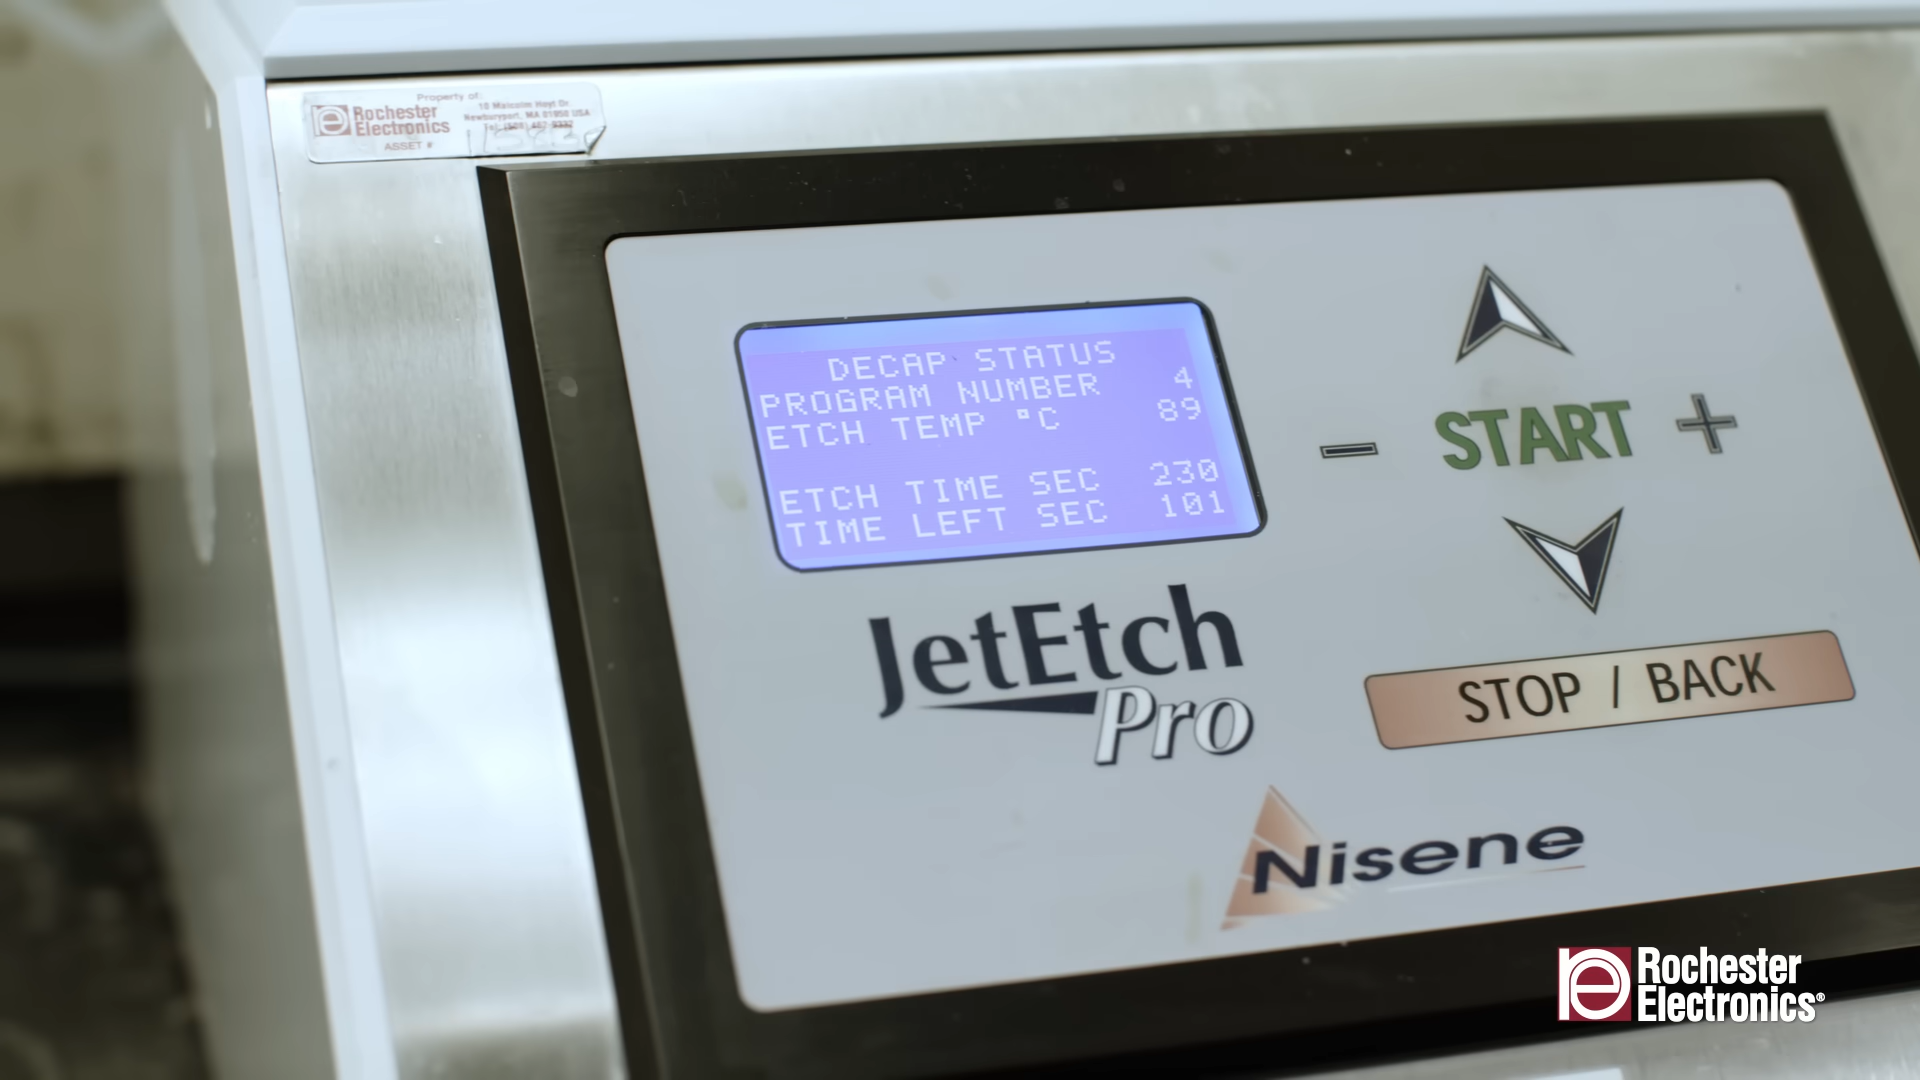 Property of:
Rochester
Electronics
ASSET #
10 Malcolm Hoyt Dr.
Newburyport, MA 01950 USA
DECAP STATUS
PROGRAM NUMBER 4
ETCH TEMP °C 89
ETCH TIME SEC 230
TIME LEFT SEC 101
START
− +
STOP / BACK
JetEtch
Pro
Nisene
Rochester
Electronics®